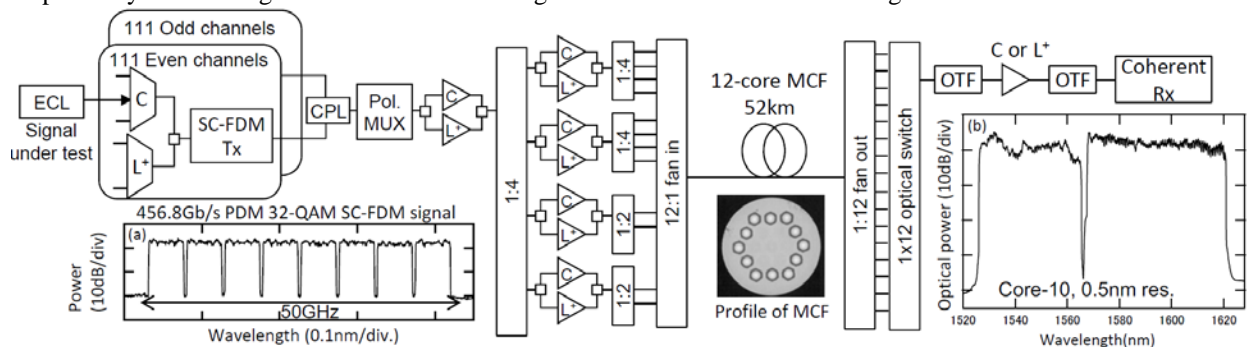 111 Odd channels
111 Even channels
ECL
Signal
under test
C
L+
SC-FDM
Tx
CPL
Pol.
MUX
C
L+
1:4
C
L+
1:4
C
L+
1:4
C
L+
1:2
C
L+
1:2
12:1 fan in
12-core MCF
52km
Profile of MCF
1:12 fan out
1x12 optical switch
OTF
C or L+
OTF
Coherent
Rx
456.8Gb/s PDM 32-QAM SC-FDM signal
(a)
Power
(10dB/div)
50GHz
Wavelength (0.1nm/div.)
(b)
Optical power (10dB/div)
Core-10, 0.5nm res.
1520 1540 1560 1580 1600 1620
Wavelength(nm)